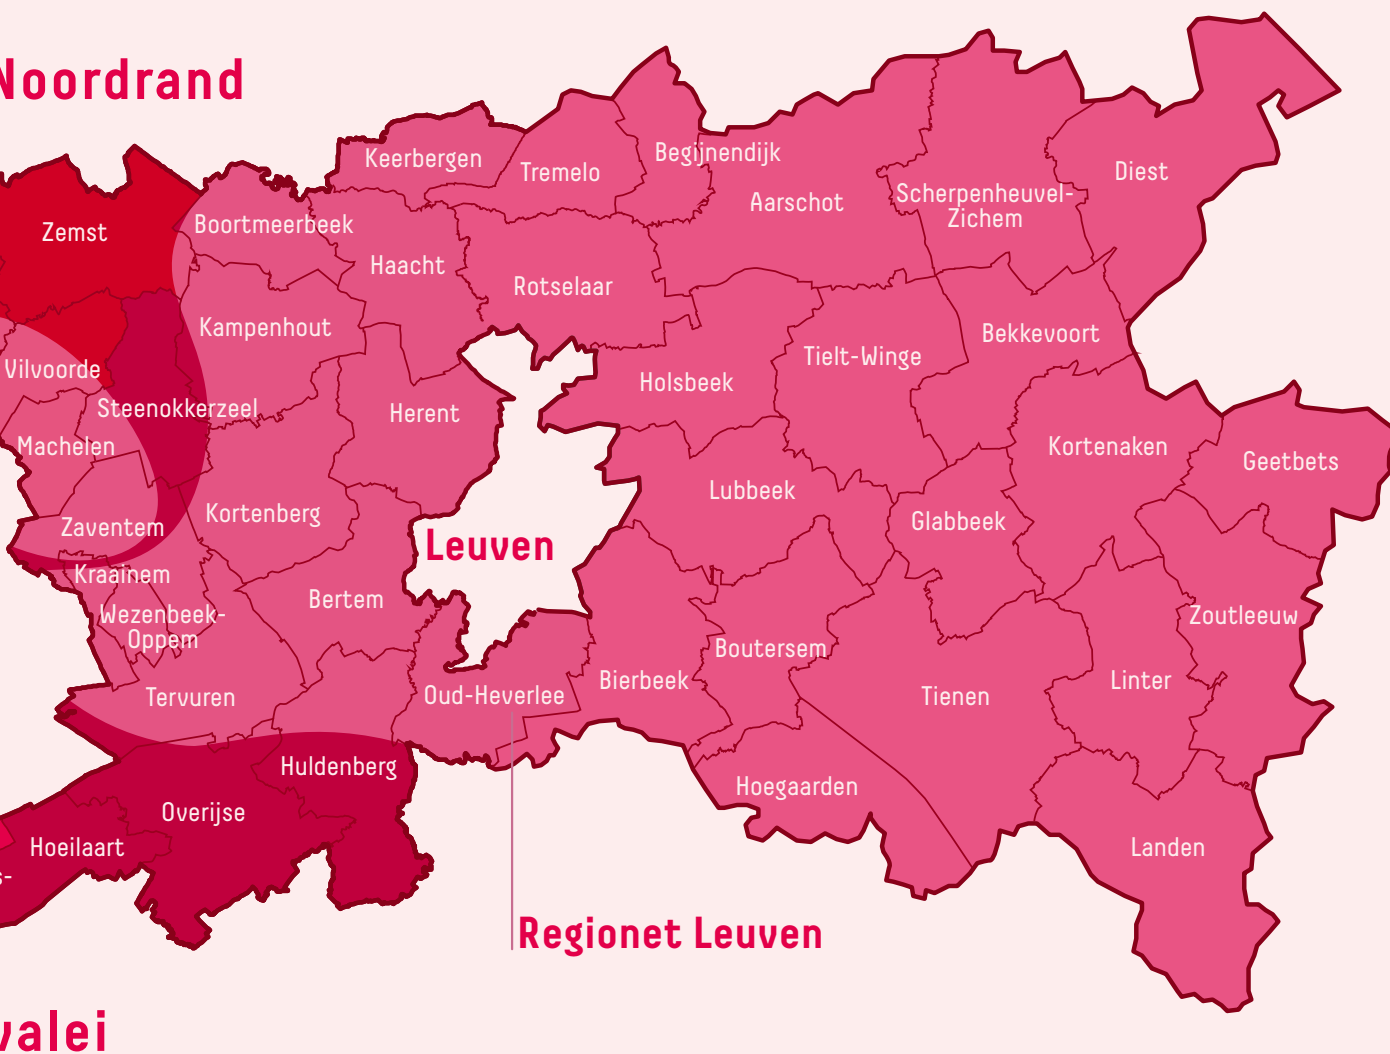 Noordrand
Keerbergen
Tremelo
Begijnendijk
Diest
Scherpenheuvel-
Zichem
Aarschot
Zemst
Boortmeerbeek
Haacht
Rotselaar
Kampenhout
Bekkevoort
Tielt-Winge
Vilvoorde
Holsbeek
Steenokkerzeel
Herent
Machelen
Kortenaken
Geetbets
Lubbeek
Kortenberg
Zaventem
Glabbeek
Leuven
Kraainem
Bertem
Wezenbeek-
Oppem
Zoutleeuw
Boutersem
Bierbeek
Linter
Tervuren
Oud-Heverlee
Tienen
Huldenberg
Hoegaarden
Overijse
Hoeilaart
Landen
s-
Regionet Leuven
valei